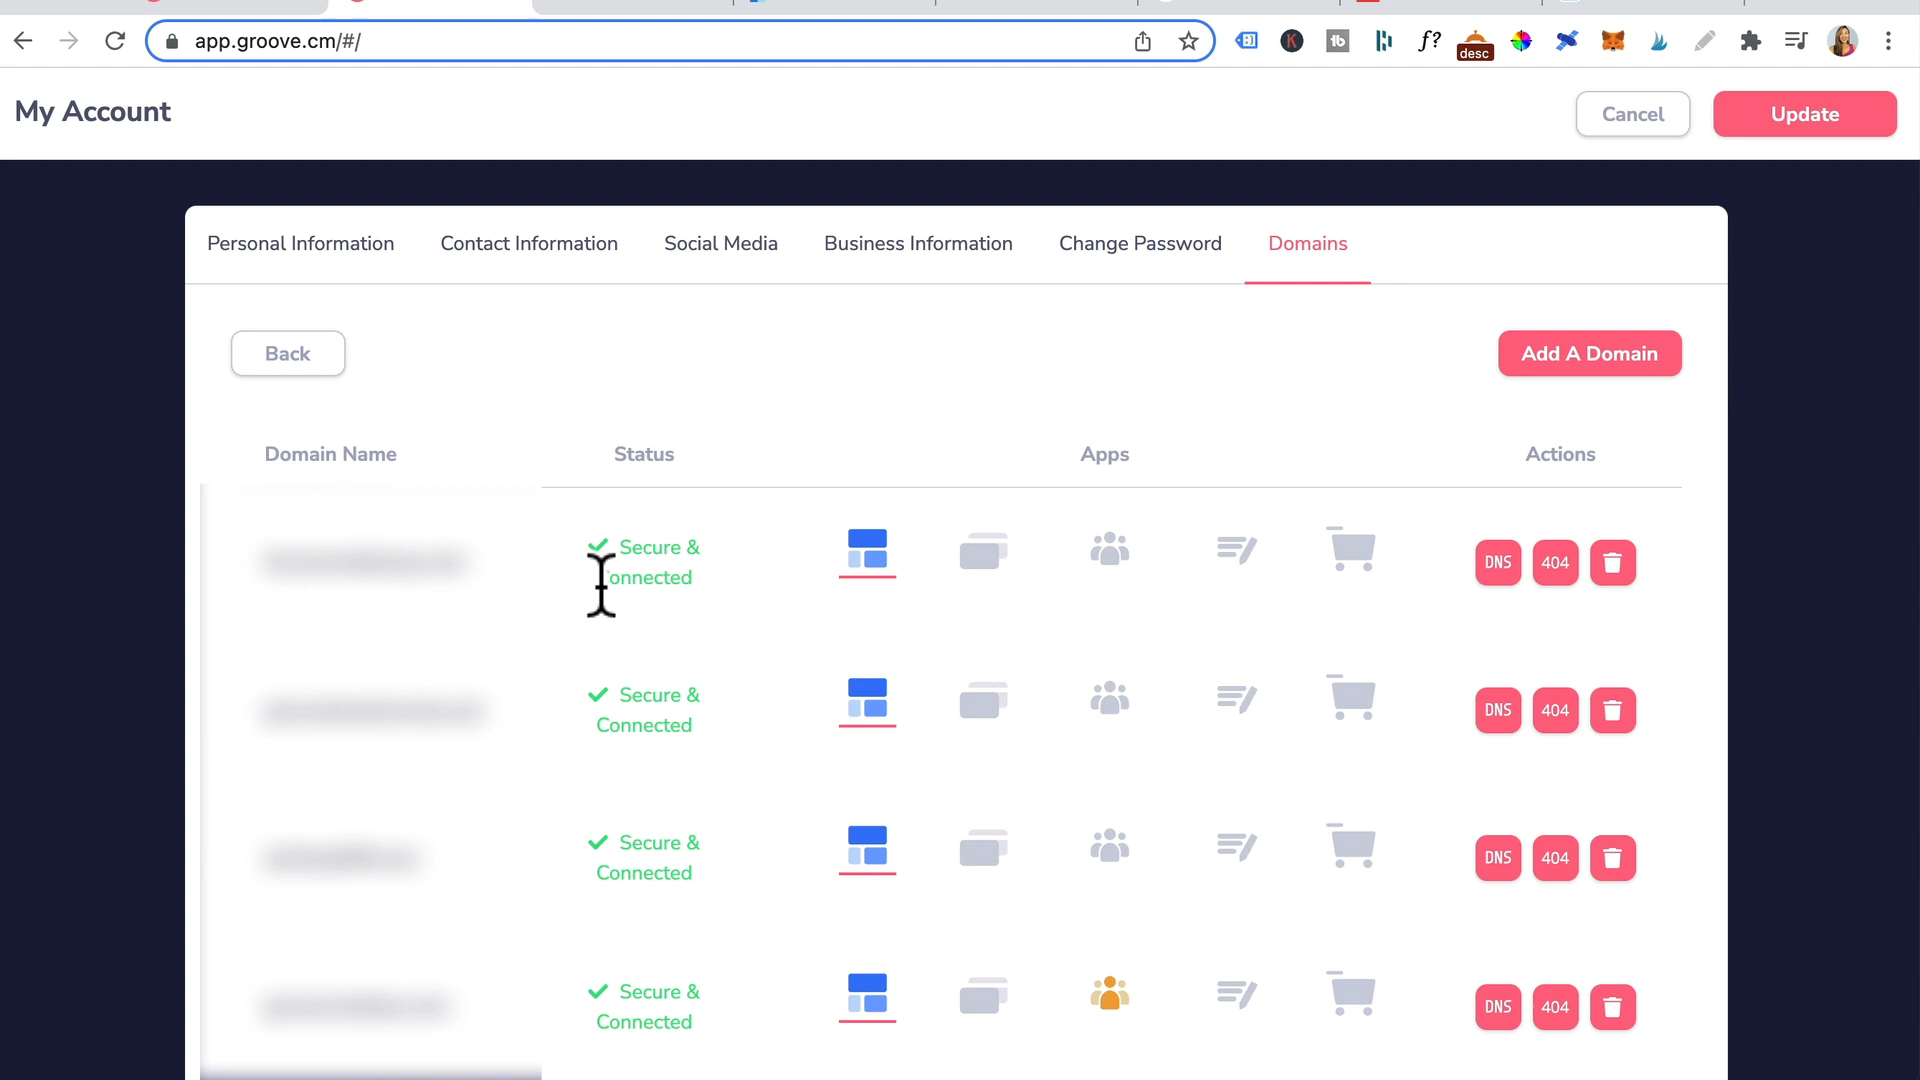 app.groove.cm/#/
K
tb
f?
desc
My Account
Cancel
Update
Personal Information
Contact Information
Social Media
Business Information
Change Password
Domains
Back
Add A Domain
Domain Name
Status
Apps
Actions
Secure &
onnected
DNS
404
Secure &
Connected
DNS
404
Secure &
Connected
DNS
404
Secure &
Connected
DNS
404